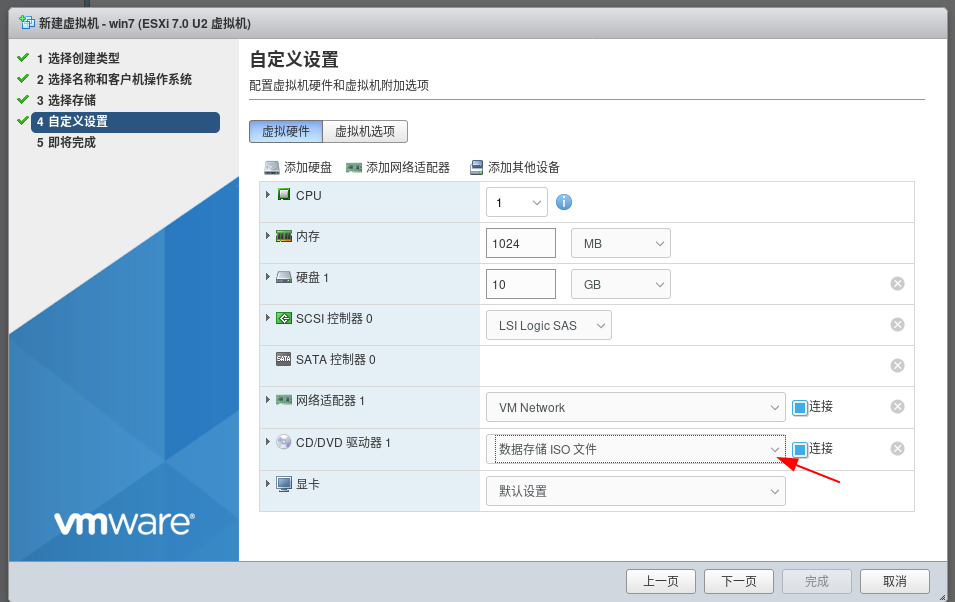 新建虚拟机 - win7 (ESXi 7.0 U2 虚拟机)
1 选择创建类型
2 选择名称和客户机操作系统
3 选择存储
4 自定义设置
5 即将完成
vmware®
自定义设置
配置虚拟机硬件和虚拟机附加选项
虚拟硬件 虚拟机选项
添加硬盘 添加网络适配器 添加其他设备
CPU 1 i
内存 1024 MB
硬盘 1 10 GB
SCSI 控制器 0 LSI Logic SAS
SATA SATA 控制器 0
网络适配器 1 VM Network 连接
CD/DVD 驱动器 1 数据存储 ISO 文件 连接
显卡 默认设置
上一页 下一页 完成 取消